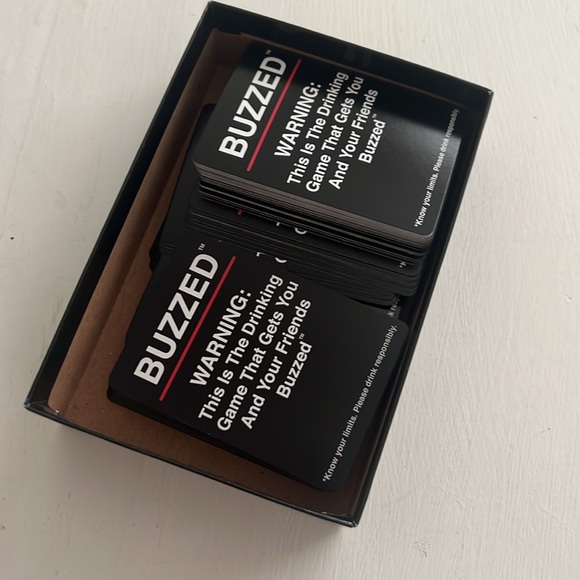 BUZZED™
WARNING:
This Is The Drinking
Game That Gets You
And Your Friends
Buzzed™
*Know your limits. Please drink responsibly.
BUZZED™
WARNING:
This Is The Drinking
Game That Gets You
And Your Friends
Buzzed™
*Know your limits. Please drink responsibly.